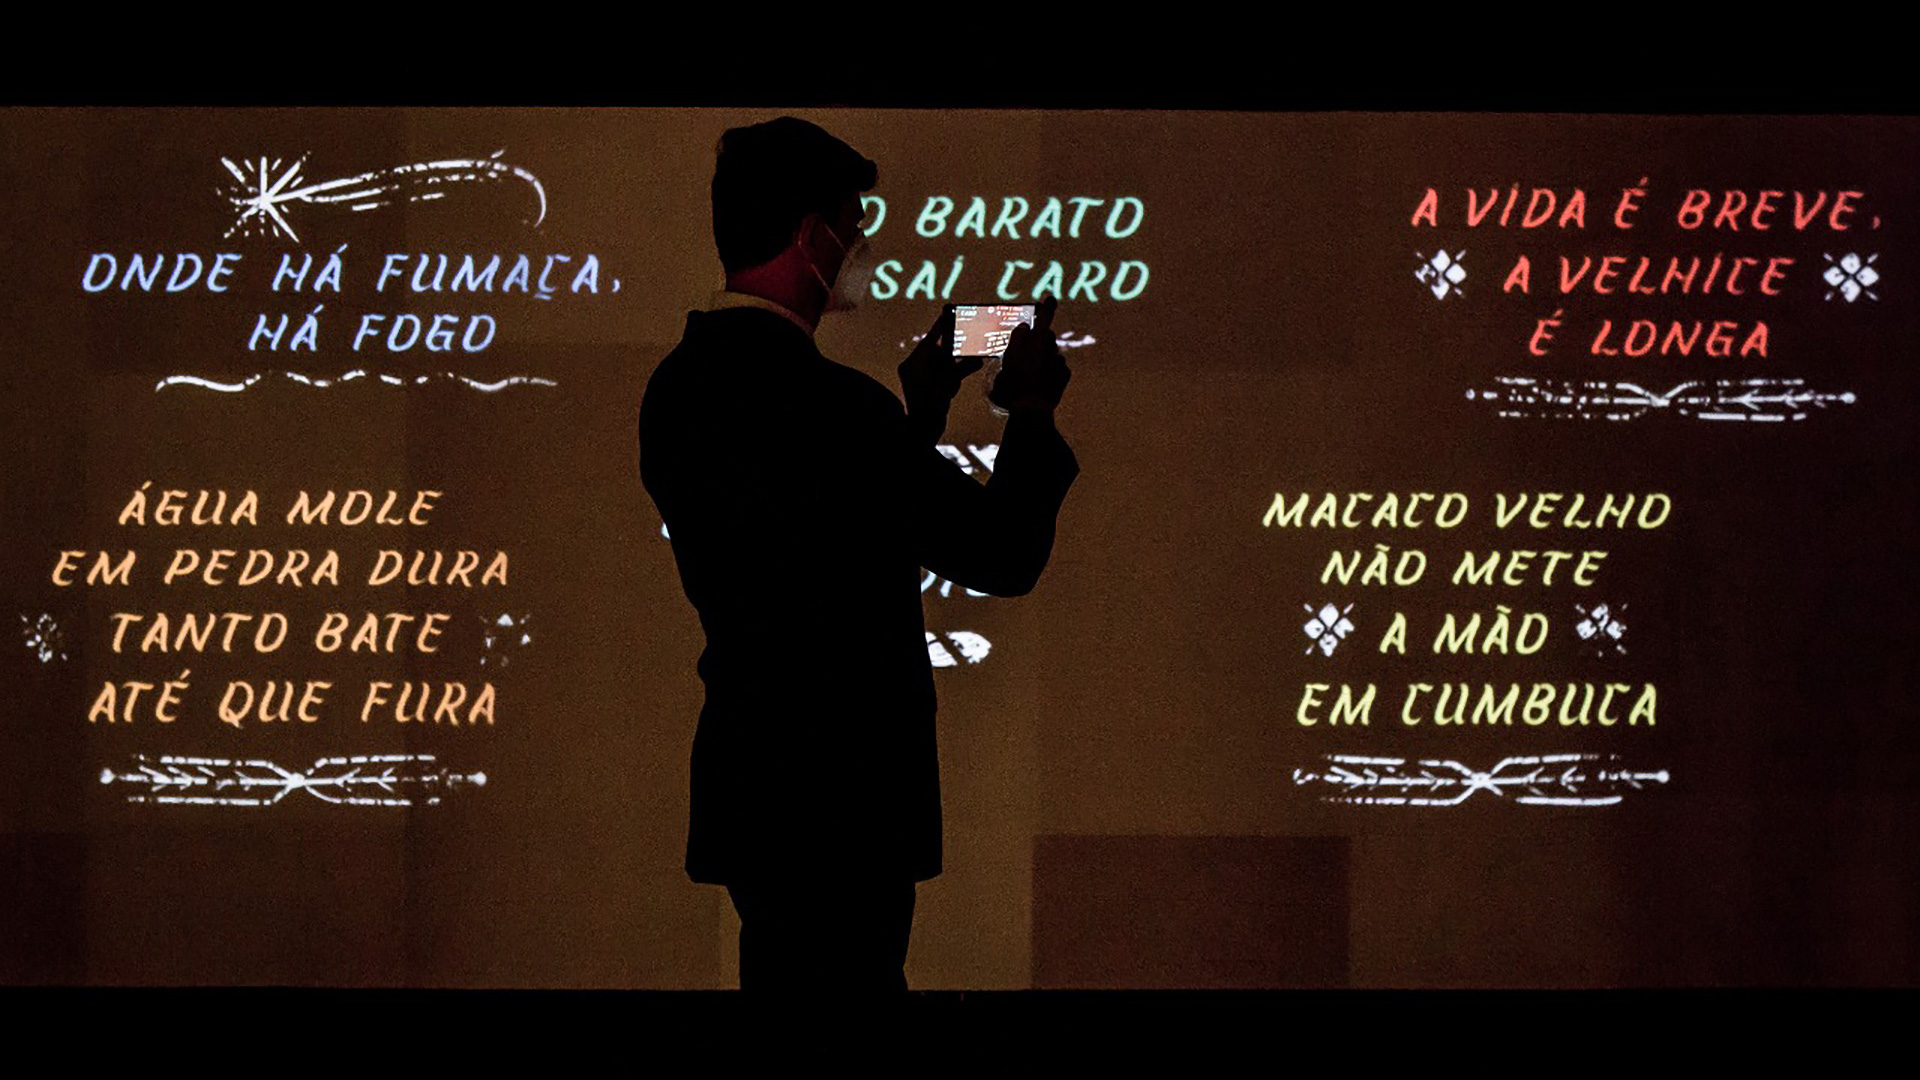 ONDE HÁ FUMAÇA,
HÁ FOGO
BARATO
SAI CARO
A VIDA É BREVE,
A VELHICE
É LONGA
ÁGUA MOLE
EM PEDRA DURA
TANTO BATE
ATÉ QUE FURA
MACACO VELHO
NÃO METE
A MÃO
EM CUMBUCA